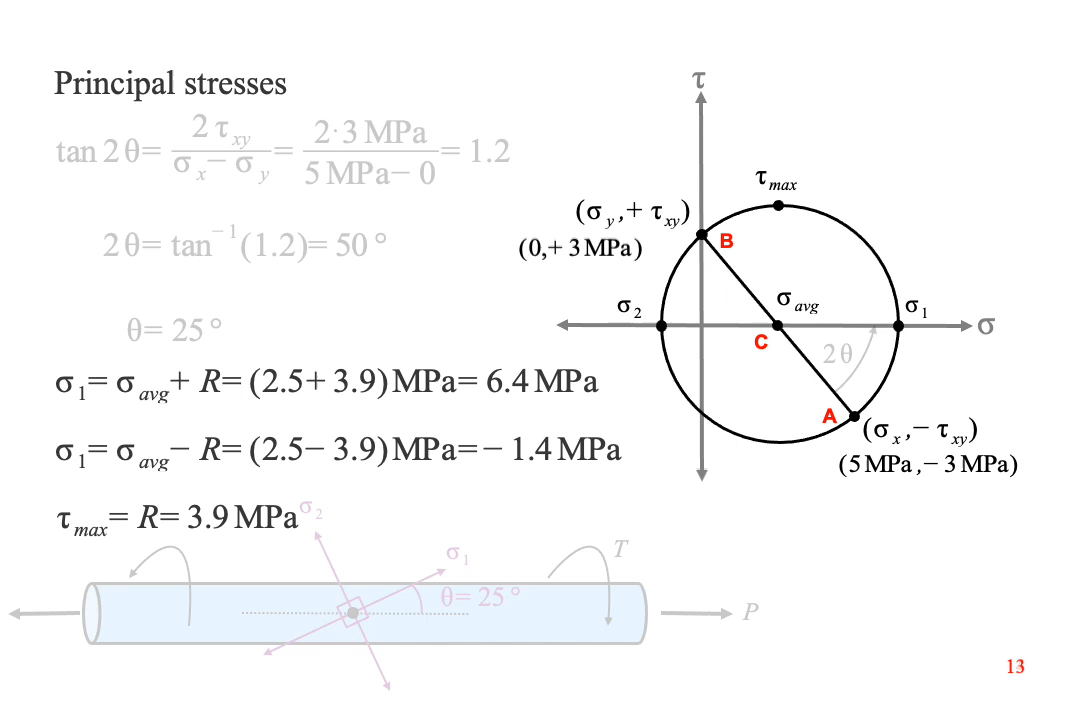 Principal stresses
tan 2θ= 2 τxy / σx − σy = 2·3 MPa / 5 MPa− 0 = 1.2
2θ= tan⁻¹(1.2)= 50 °
θ= 25 °
σ1= σavg+ R= (2.5+ 3.9) MPa= 6.4 MPa
σ1= σavg− R= (2.5− 3.9) MPa= − 1.4 MPa
τmax= R= 3.9 MPa
τ
τmax
(σy,+ τxy)
(0,+ 3 MPa)
B
σ2
σavg
σ1
σ
C
2θ
A
(σx,− τxy)
(5 MPa,− 3 MPa)
σ2
σ1
θ= 25 °
T
P
13